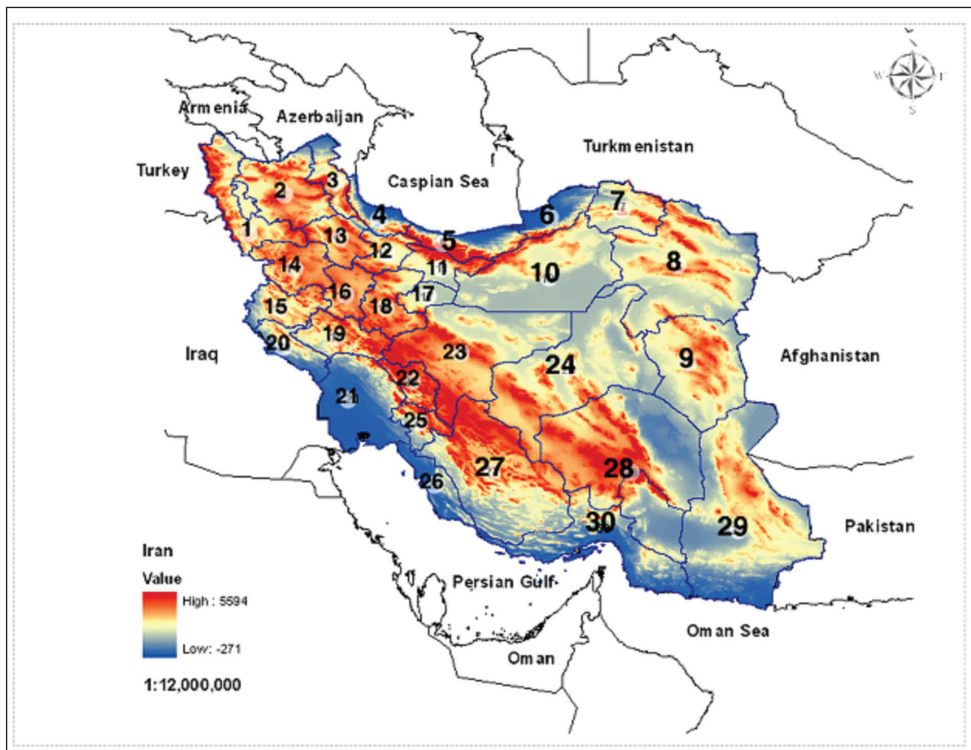 N
W
E
S
Armenia
Azerbaijan
Turkey
Turkmenistan
Caspian Sea
3
2
4
6
7
1
13
12
5
11
10
8
14
16
17
15
18
19
20
23
24
9
Iraq
Afghanistan
22
21
25
26
27
28
29
30
Pakistan
Iran
Value
High : 5594
Low: -271
1:12,000,000
Persian Gulf
Oman Sea
Oman